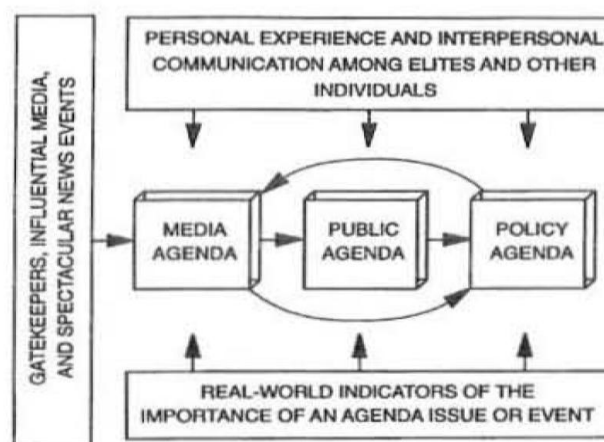 GATEKEEPERS, INFLUENTIAL MEDIA,
AND SPECTACULAR NEWS EVENTS
PERSONAL EXPERIENCE AND INTERPERSONAL
COMMUNICATION AMONG ELITES AND OTHER
INDIVIDUALS
MEDIA
AGENDA
PUBLIC
AGENDA
POLICY
AGENDA
REAL-WORLD INDICATORS OF THE
IMPORTANCE OF AN AGENDA ISSUE OR EVENT